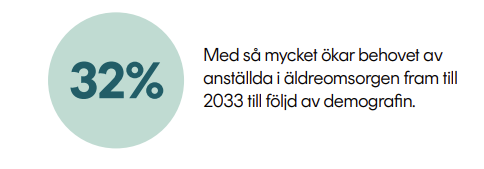 32%
Med så mycket ökar behovet av
anställda i äldreomsorgen fram till
2033 till följd av demografin.